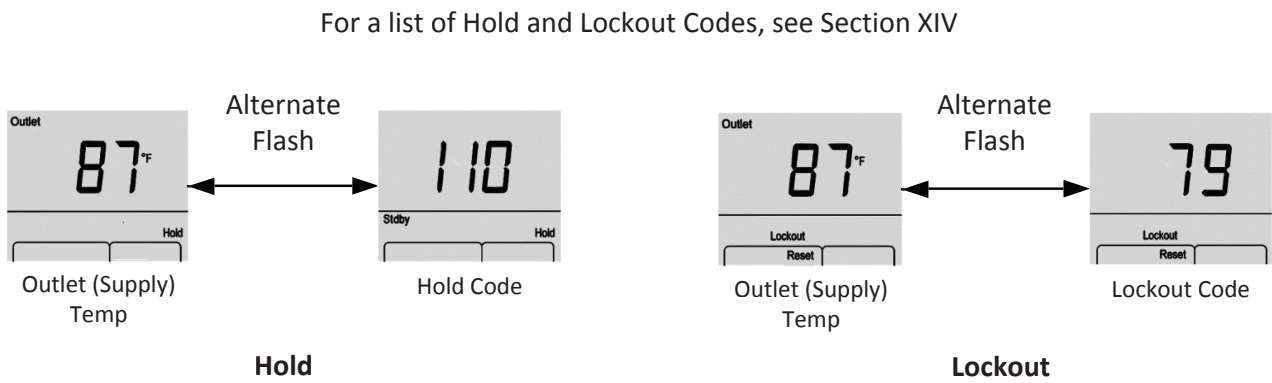 For a list of Hold and Lockout Codes, see Section XIV
Outlet
87°F
Hold
Outlet (Supply)
Temp
Alternate
Flash
110
Stdby
Hold
Hold Code
Hold
Outlet
87°F
Lockout
Reset
Outlet (Supply)
Temp
Alternate
Flash
79
Lockout
Reset
Lockout Code
Lockout